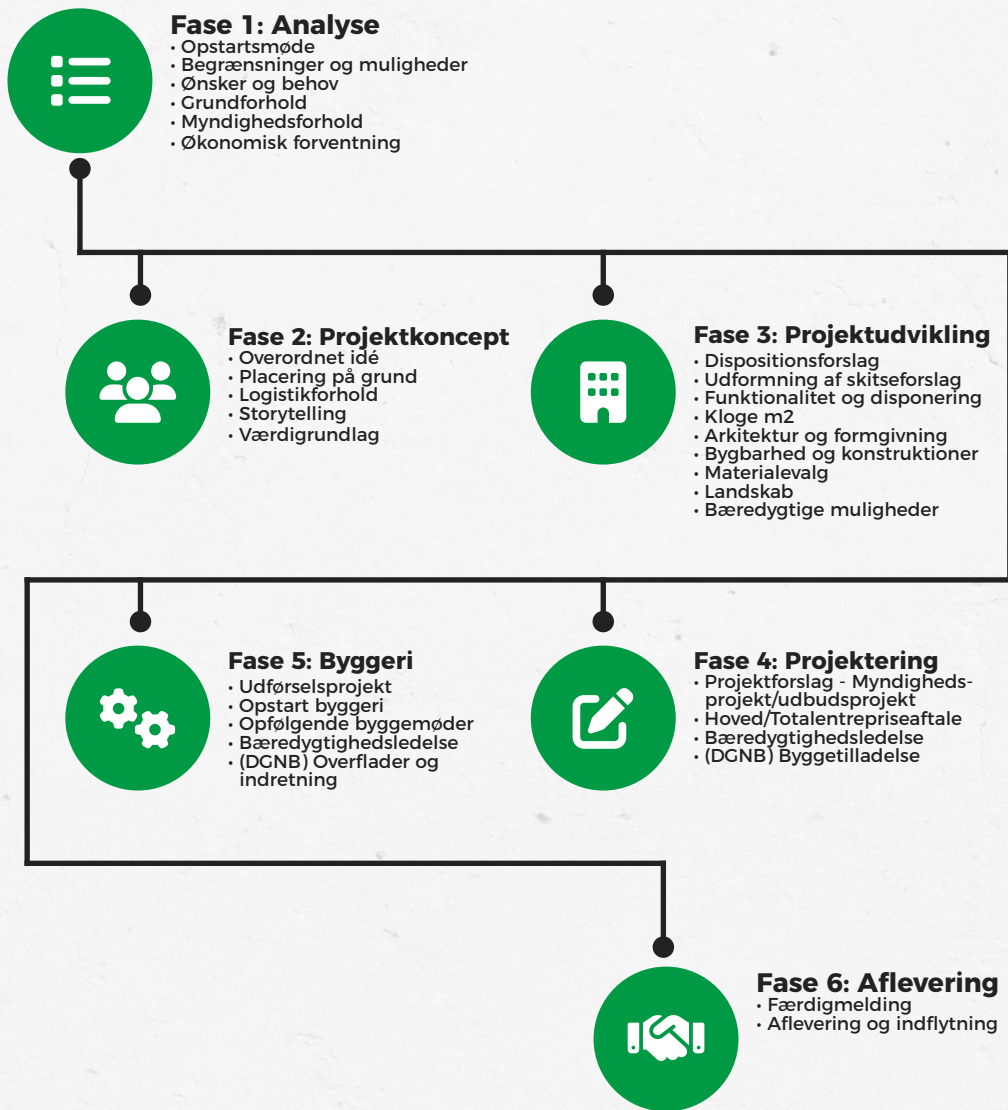 Fase 1: Analyse
• Opstartsmøde
• Begrænsninger og muligheder
• Ønsker og behov
• Grundforhold
• Myndighedsforhold
• Økonomisk forventning
Fase 2: Projektkoncept
• Overordnet idé
• Placering på grund
• Logistikforhold
• Storytelling
• Værdigrundlag
Fase 3: Projektudvikling
• Dispositionsforslag
• Udformning af skitseforslag
• Funktionalitet og disponering
• Kloge m2
• Arkitektur og formgivning
• Bygbarhed og konstruktioner
• Materialevalg
• Landskab
• Bæredygtige muligheder
Fase 4: Projektering
• Projektforslag - Myndigheds-
projekt/udbudsprojekt
• Hoved/Totalentrepriseaftale
• Bæredygtighedsledelse
• (DGNB) Byggetilladelse
Fase 5: Byggeri
• Udførselsprojekt
• Opstart byggeri
• Opfølgende byggemøder
• Bæredygtighedsledelse
• (DGNB) Overflader og
indretning
Fase 6: Aflevering
• Færdigmelding
• Aflevering og indflytning